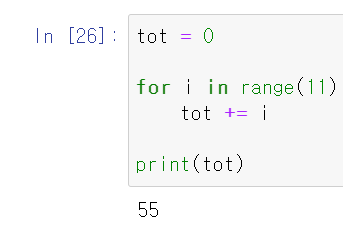 In [26]: tot = 0
for i in range(11)
    tot += i
print(tot)
55